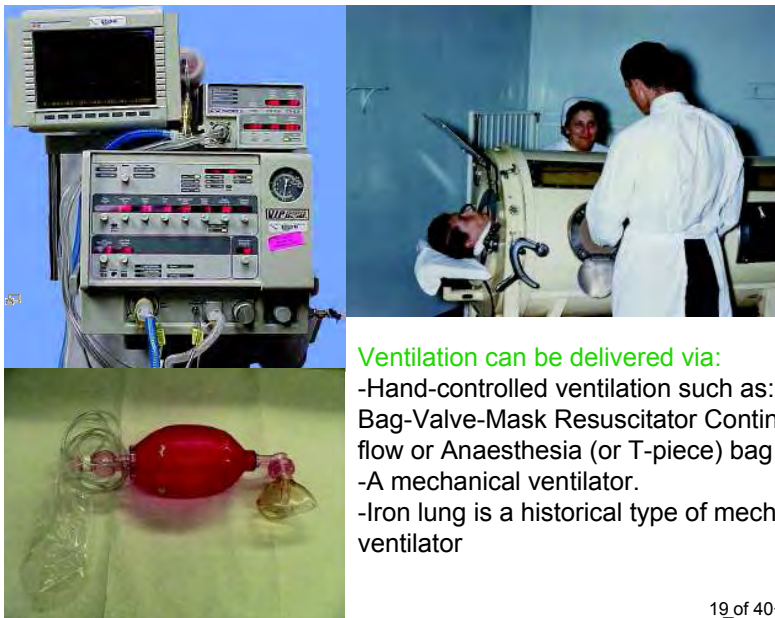 Ventilation can be delivered via:
-Hand-controlled ventilation such as:
Bag-Valve-Mask Resuscitator Contin
flow or Anaesthesia (or T-piece) bag
-A mechanical ventilator.
-Iron lung is a historical type of mech
ventilator
19 of 40